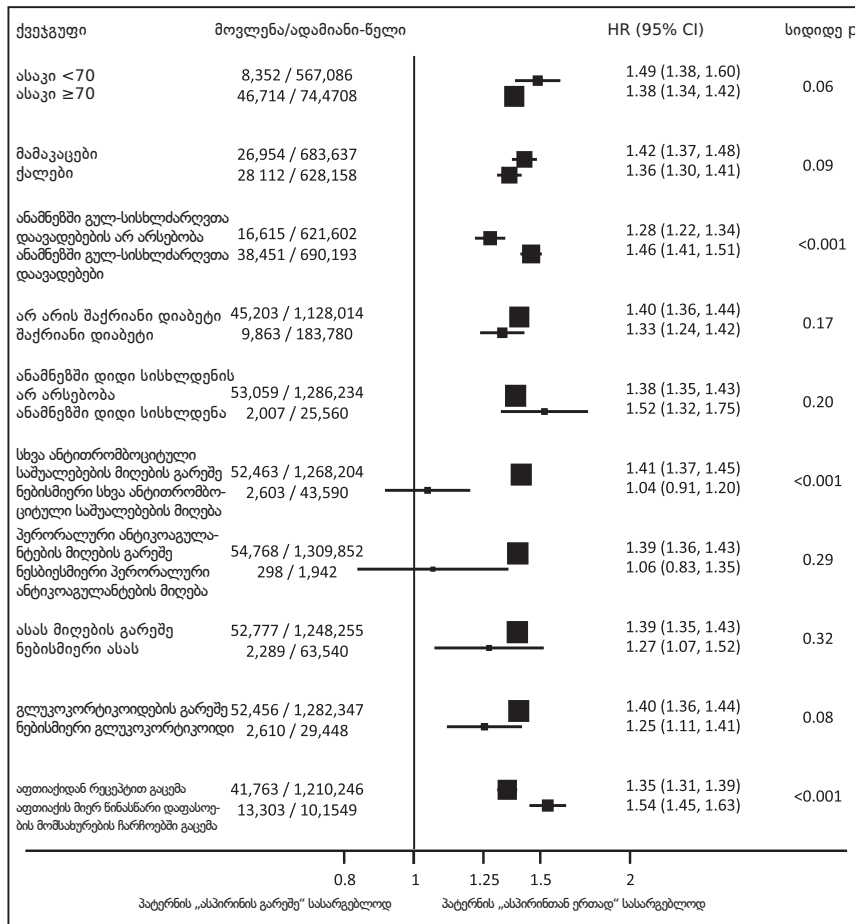 ქვეჯგუფი მოვლენა/ადამიანი-წელი HR (95% CI) სიდიდე p
ასაკი <70 8,352 / 567,086 1.49 (1.38, 1.60)
ასაკი ≥70 46,714 / 74,4708 1.38 (1.34, 1.42) 0.06
მამაკაცები 26,954 / 683,637 1.42 (1.37, 1.48)
ქალები 28 112 / 628,158 1.36 (1.30, 1.41) 0.09
ანამნეზში გულ-სისხლძარღვთა
დაავადებების არ არსებობა 16,615 / 621,602 1.28 (1.22, 1.34)
ანამნეზში გულ-სისხლძარღვთა 38,451 / 690,193 1.46 (1.41, 1.51) <0.001
დაავადებები
არ არის შაქრიანი დიაბეტი 45,203 / 1,128,014 1.40 (1.36, 1.44)
შაქრიანი დიაბეტი 9,863 / 183,780 1.33 (1.24, 1.42) 0.17
ანამნეზში დიდი სისხლდენის
არ არსებობა 53,059 / 1,286,234 1.38 (1.35, 1.43)
ანამნეზში დიდი სისხლდენა 2,007 / 25,560 1.52 (1.32, 1.75) 0.20
სხვა ანტითრომბოციტული
საშუალებების მიღების გარეშე 52,463 / 1,268,204 1.41 (1.37, 1.45)
ნებისმიერი სხვა ანტითრომბო- 2,603 / 43,590 1.04 (0.91, 1.20) <0.001
ციტული საშუალებების მიღება
პერორალური ანტიკოაგულა-
ნტების მიღების გარეშე 54,768 / 1,309,852 1.39 (1.36, 1.43)
ნესბიესმიერი პერორალური 298 / 1,942 1.06 (0.83, 1.35) 0.29
ანტიკოაგულანტების მიღება
ასას მიღების გარეშე 52,777 / 1,248,255 1.39 (1.35, 1.43)
ნებისმიერი ასას 2,289 / 63,540 1.27 (1.07, 1.52) 0.32
გლუკოკორტიკოიდების გარეშე 52,456 / 1,282,347 1.40 (1.36, 1.44)
ნებისმიერი გლუკოკორტიკოიდი 2,610 / 29,448 1.25 (1.11, 1.41) 0.08
აფთიაქიდან რეცეპტით გაცემა 41,763 / 1,210,246 1.35 (1.31, 1.39)
აფთიაქის მიერ წინასწარი დაფასოე- 13,303 / 10,1549 1.54 (1.45, 1.63) <0.001
ბის მომსახურების ჩარჩოებში გაცემა
0.8 1 1.25 1.5 2
პატერნის „ასპირინის გარეშე“ სასარგებლოდ პატერნის „ასპირინთან ერთად“ სასარგებლოდ